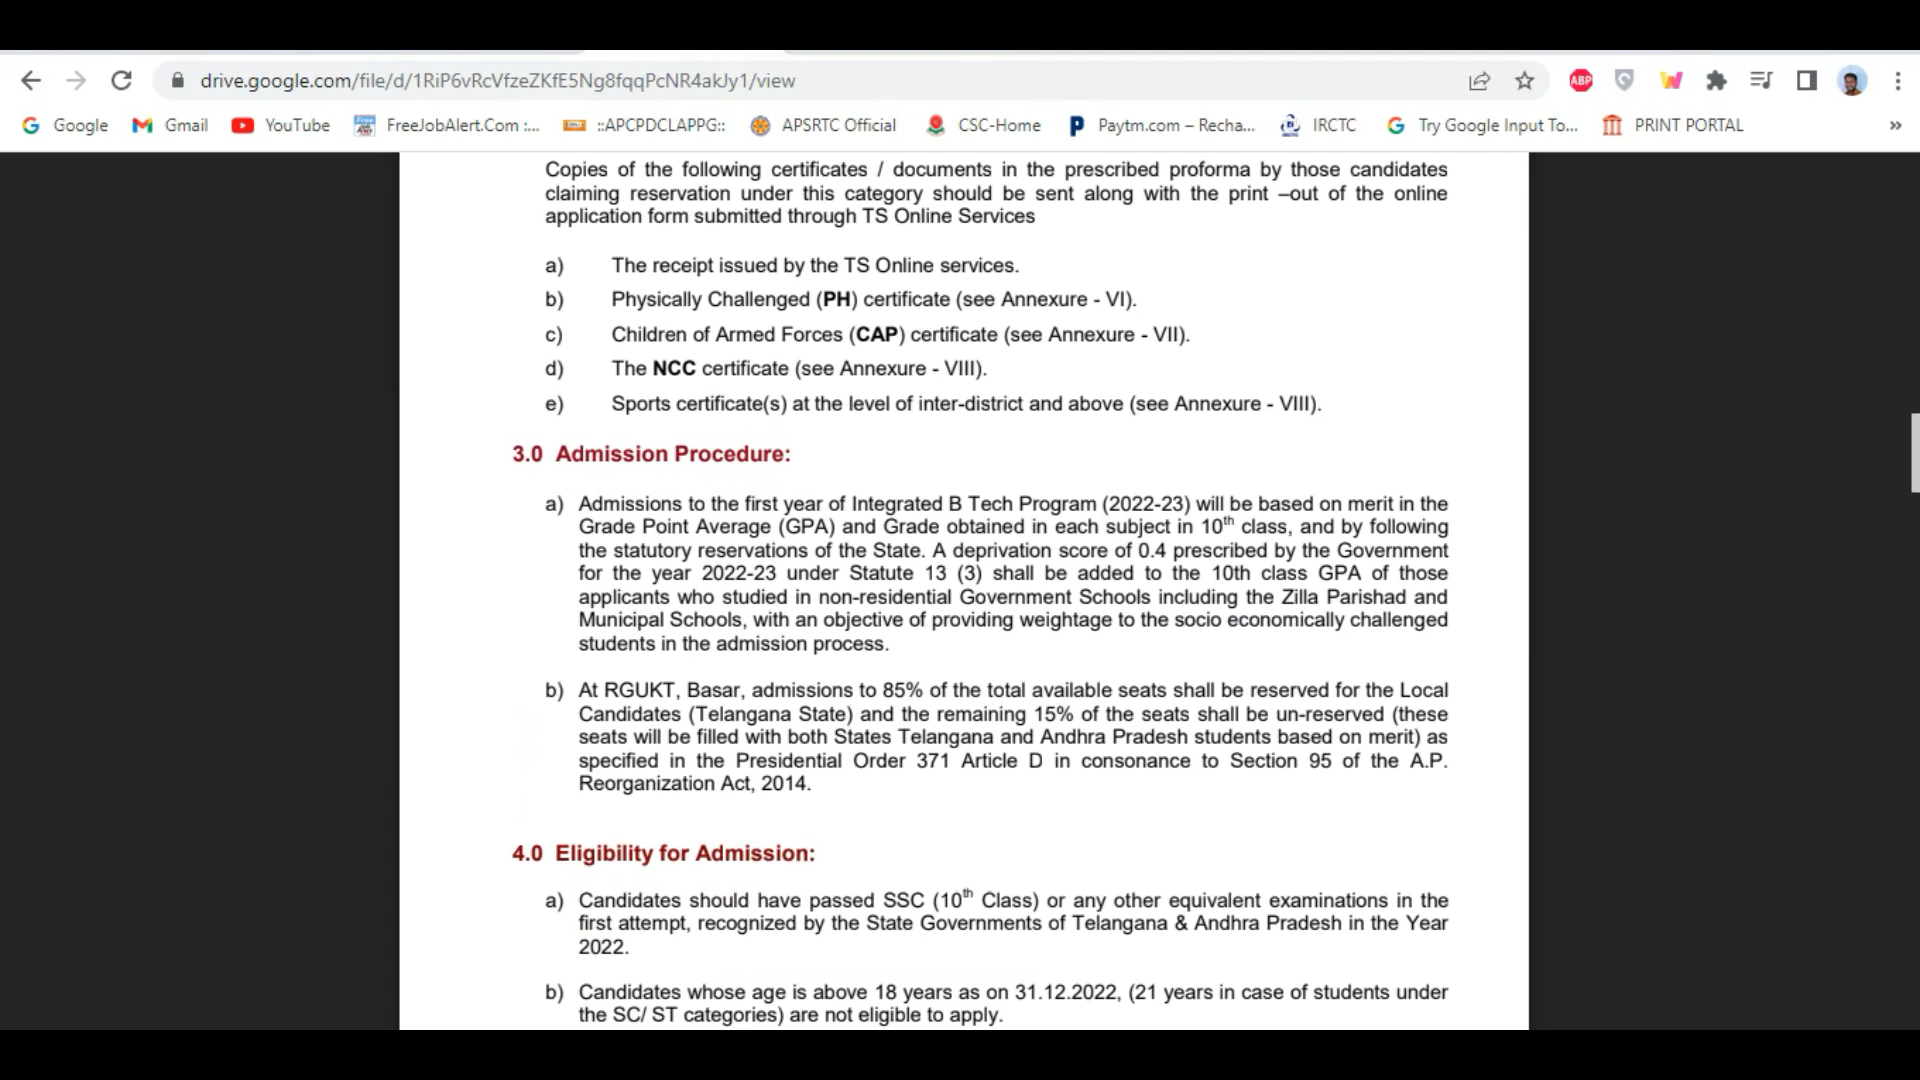 drive.google.com/file/d/1RiP6vRcVfzeZKfE5Ng8fqqPcNR4akJy1/view
ABP
Google Gmail YouTube FreeJobAlert.Com :... ::APCPDCLAPPG:: APSRTC Official CSC-Home Paytm.com – Recha... IRCTC Try Google Input To... PRINT PORTAL »
Copies of the following certificates / documents in the prescribed proforma by those candidates
claiming reservation under this category should be sent along with the print –out of the online
application form submitted through TS Online Services
a) The receipt issued by the TS Online services.
b) Physically Challenged (PH) certificate (see Annexure - VI).
c) Children of Armed Forces (CAP) certificate (see Annexure - VII).
d) The NCC certificate (see Annexure - VIII).
e) Sports certificate(s) at the level of inter-district and above (see Annexure - VIII).
3.0 Admission Procedure:
a) Admissions to the first year of Integrated B Tech Program (2022-23) will be based on merit in the
Grade Point Average (GPA) and Grade obtained in each subject in 10th class, and by following
the statutory reservations of the State. A deprivation score of 0.4 prescribed by the Government
for the year 2022-23 under Statute 13 (3) shall be added to the 10th class GPA of those
applicants who studied in non-residential Government Schools including the Zilla Parishad and
Municipal Schools, with an objective of providing weightage to the socio economically challenged
students in the admission process.
b) At RGUKT, Basar, admissions to 85% of the total available seats shall be reserved for the Local
Candidates (Telangana State) and the remaining 15% of the seats shall be un-reserved (these
seats will be filled with both States Telangana and Andhra Pradesh students based on merit) as
specified in the Presidential Order 371 Article D in consonance to Section 95 of the A.P.
Reorganization Act, 2014.
4.0 Eligibility for Admission:
a) Candidates should have passed SSC (10th Class) or any other equivalent examinations in the
first attempt, recognized by the State Governments of Telangana & Andhra Pradesh in the Year
2022.
b) Candidates whose age is above 18 years as on 31.12.2022, (21 years in case of students under
the SC/ ST categories) are not eligible to apply.